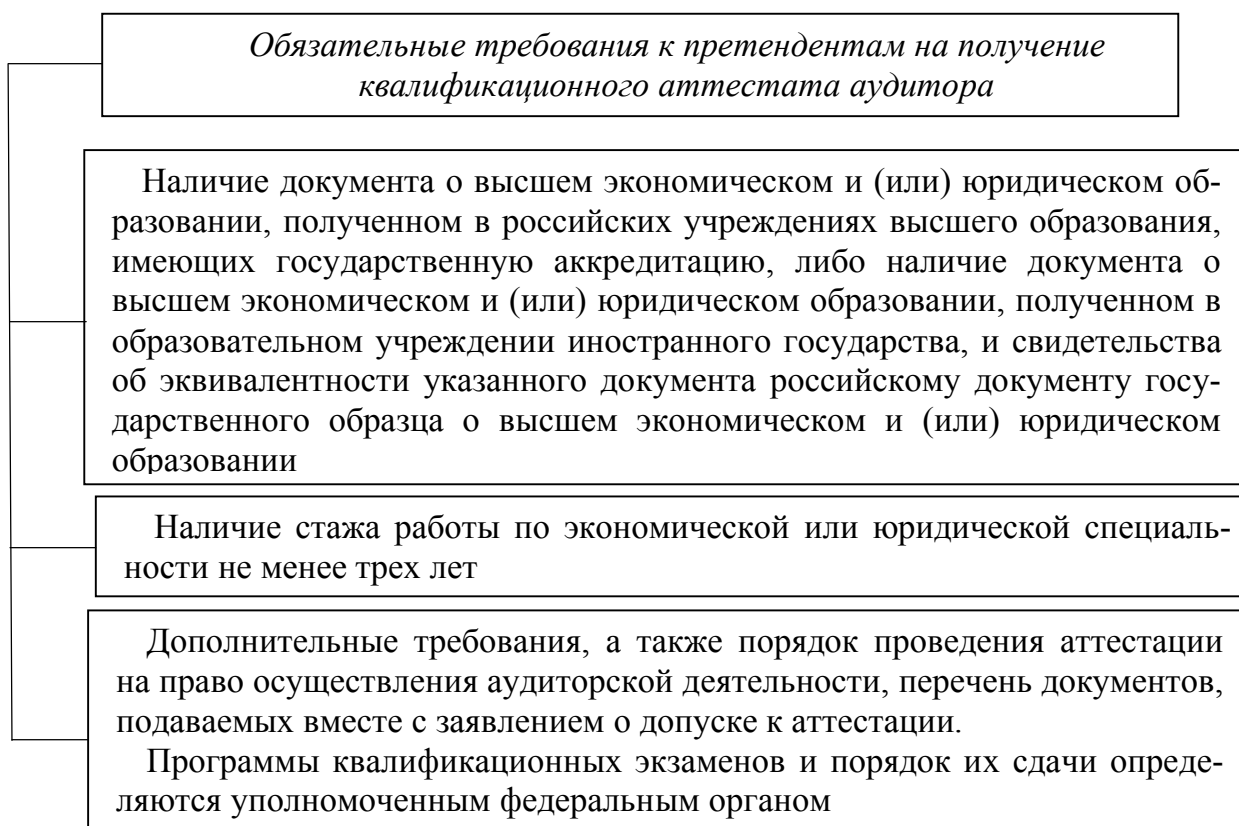 Обязательные требования к претендентам на получение
квалификационного аттестата аудитора
Наличие документа о высшем экономическом и (или) юридическом об-
разовании, полученном в российских учреждениях высшего образования,
имеющих государственную аккредитацию, либо наличие документа о
высшем экономическом и (или) юридическом образовании, полученном в
образовательном учреждении иностранного государства, и свидетельства
об эквивалентности указанного документа российскому документу госу-
дарственного образца о высшем экономическом и (или) юридическом
образовании
Наличие стажа работы по экономической или юридической специаль-
ности не менее трех лет
Дополнительные требования, а также порядок проведения аттестации
на право осуществления аудиторской деятельности, перечень документов,
подаваемых вместе с заявлением о допуске к аттестации.
Программы квалификационных экзаменов и порядок их сдачи опреде-
ляются уполномоченным федеральным органом